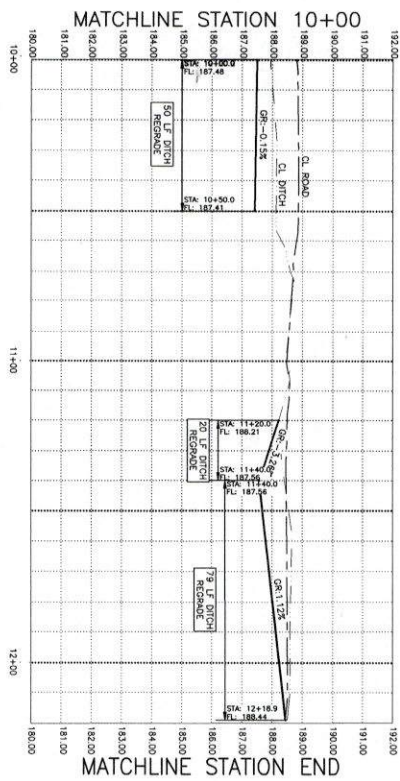 MATCHLINE STATION 10+00
180.00
181.00
182.00
183.00
184.00
185.00
186.00
187.00
188.00
189.00
190.00
191.00
192.00
10+00
STA: 10+00.0
FL: 187.48
50 LF DITCH
REGRADE
GR:-0.15%
CL DITCH
CL ROAD
STA: 10+50.0
FL: 187.41
11+00
STA: 11+20.0
FL: 188.21
20 LF DITCH
REGRADE
GR:-3.26%
STA: 11+40.0
FL: 187.56
STA: 11+40.0
FL: 187.56
79 LF DITCH
REGRADE
GR:1.12%
12+00
STA: 12+18.9
FL: 188.44
180.00
181.00
182.00
183.00
184.00
185.00
186.00
187.00
188.00
189.00
190.00
191.00
192.00
MATCHLINE STATION END